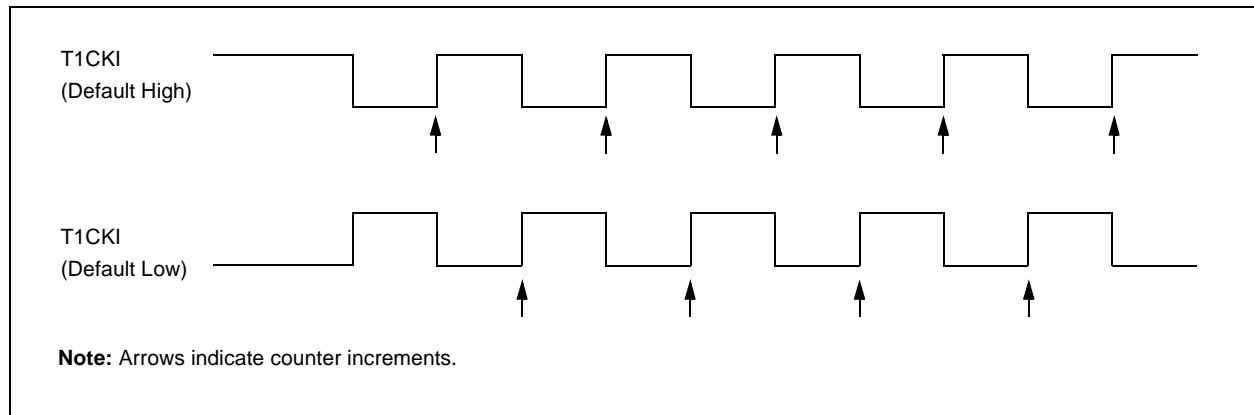 T1CKI
(Default High)
T1CKI
(Default Low)
Note: Arrows indicate counter increments.